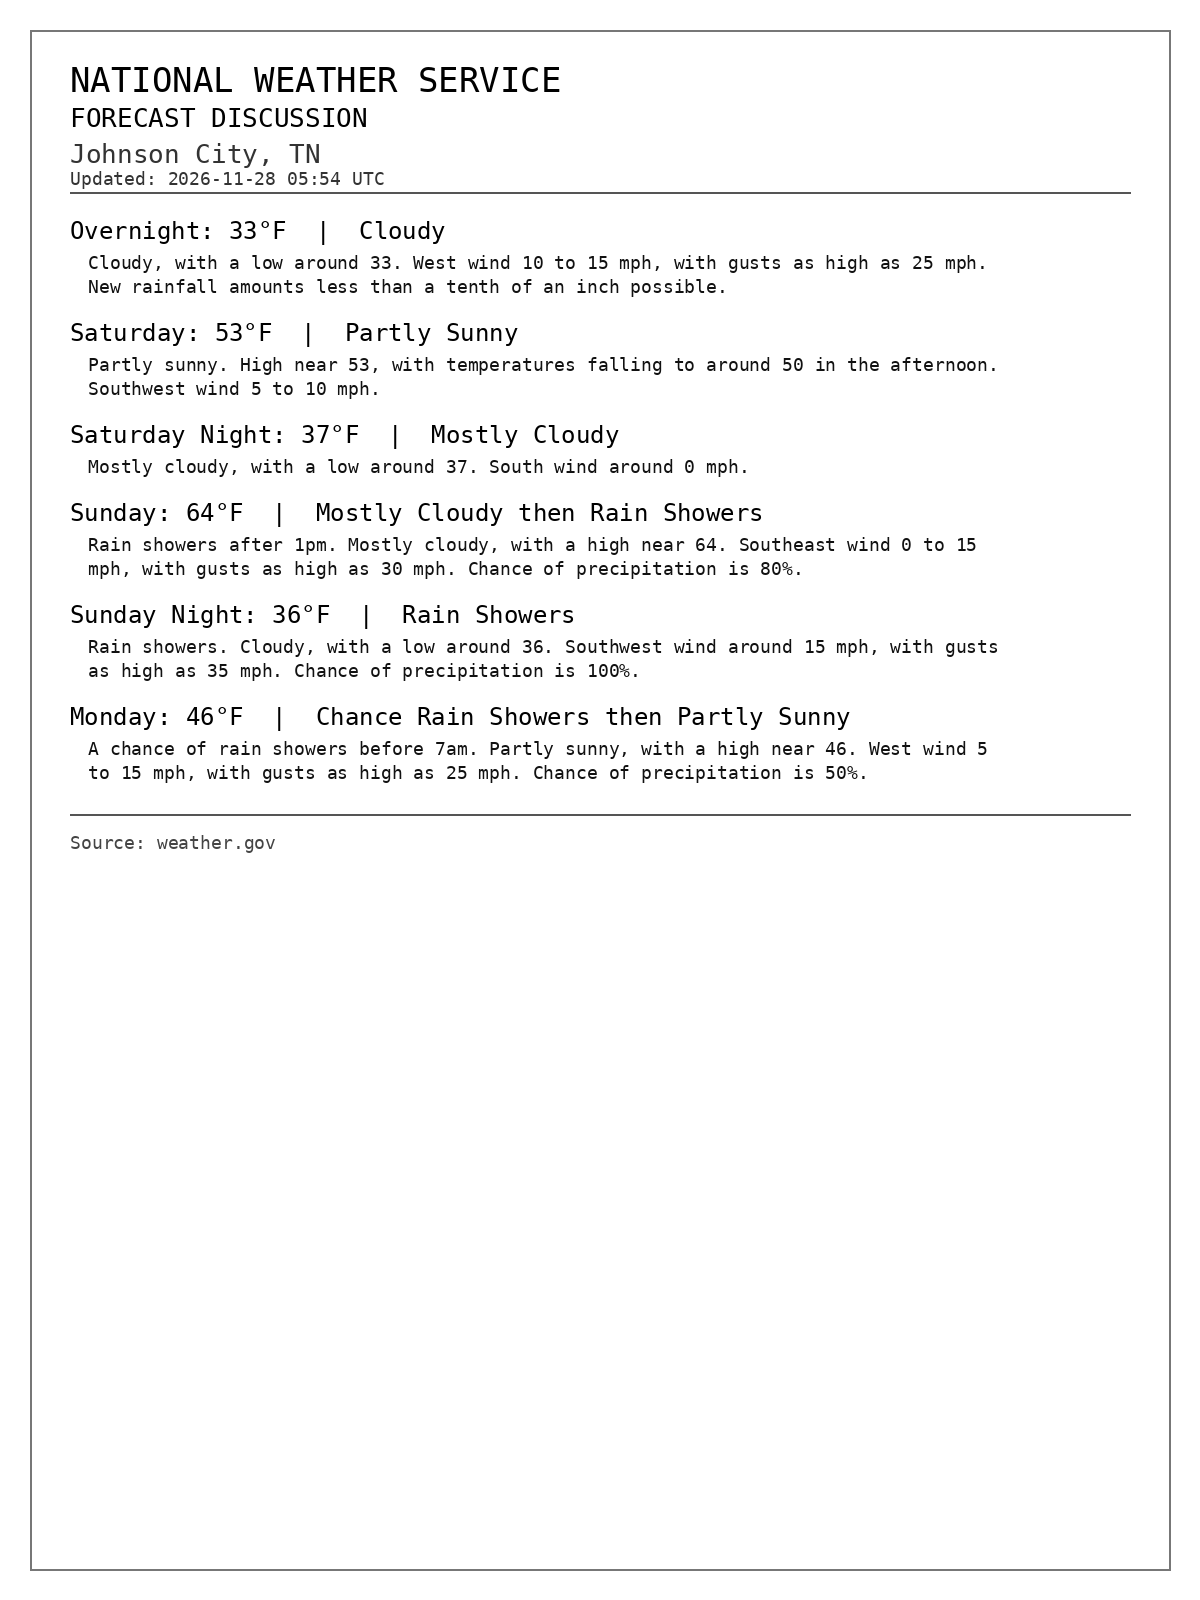 NATIONAL WEATHER SERVICE
FORECAST DISCUSSION
Johnson City, TN
Updated: 2026-11-28 05:54 UTC
Overnight: 33°F  |  Cloudy
Cloudy, with a low around 33. West wind 10 to 15 mph, with gusts as high as 25 mph.
New rainfall amounts less than a tenth of an inch possible.
Saturday: 53°F  |  Partly Sunny
Partly sunny. High near 53, with temperatures falling to around 50 in the afternoon.
Southwest wind 5 to 10 mph.
Saturday Night: 37°F  |  Mostly Cloudy
Mostly cloudy, with a low around 37. South wind around 0 mph.
Sunday: 64°F  |  Mostly Cloudy then Rain Showers
Rain showers after 1pm. Mostly cloudy, with a high near 64. Southeast wind 0 to 15
mph, with gusts as high as 30 mph. Chance of precipitation is 80%.
Sunday Night: 36°F  |  Rain Showers
Rain showers. Cloudy, with a low around 36. Southwest wind around 15 mph, with gusts
as high as 35 mph. Chance of precipitation is 100%.
Monday: 46°F  |  Chance Rain Showers then Partly Sunny
A chance of rain showers before 7am. Partly sunny, with a high near 46. West wind 5
to 15 mph, with gusts as high as 25 mph. Chance of precipitation is 50%.
Source: weather.gov